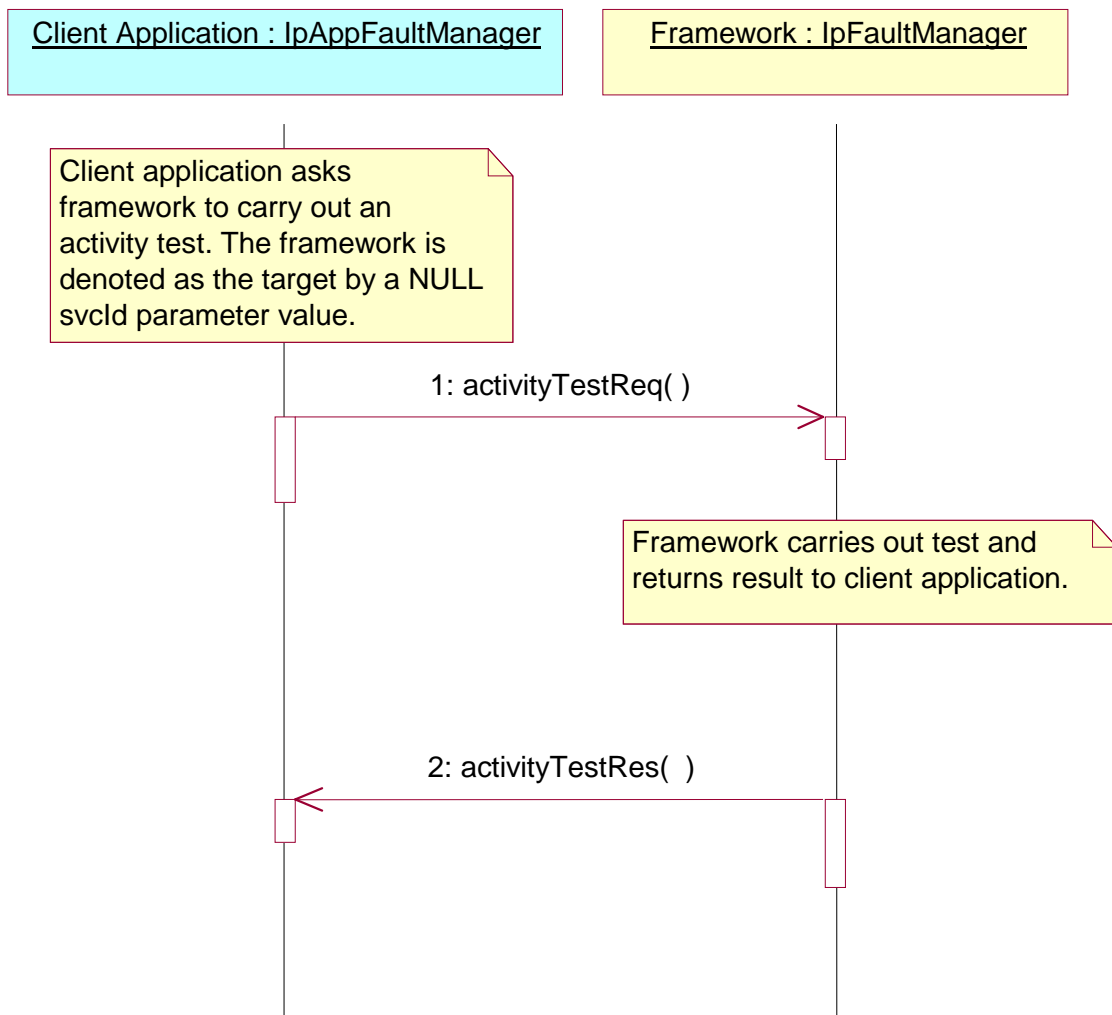 Client Application : IpAppFaultManager
Framework : IpFaultManager
Client application asks
framework to carry out an
activity test. The framework is
denoted as the target by a NULL
svcId parameter value.
1: activityTestReq( )
Framework carries out test and
returns result to client application.
2: activityTestRes(  )